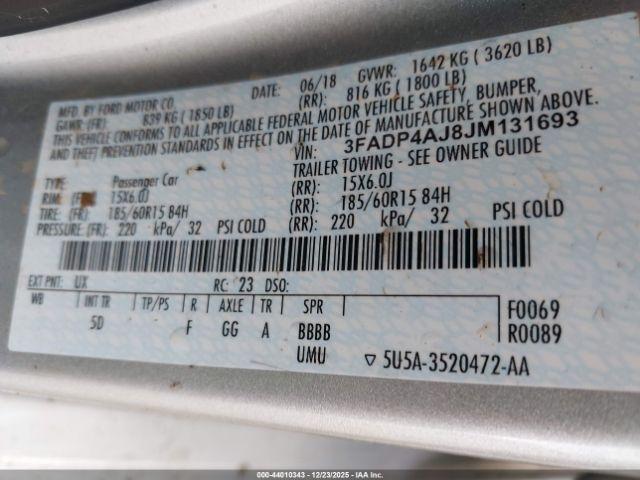 MFD. BY FORD MOTOR CO. DATE: 06/18 GVWR: 1642 KG ( 3620 LB)
GAWR: (FR): 839 KG ( 1850 LB) (RR): 816 KG ( 1800 LB)
THIS VEHICLE CONFORMS TO ALL APPLICABLE FEDERAL MOTOR VEHICLE SAFETY, BUMPER,
AND THEFT PREVENTION STANDARDS IN EFFECT ON THE DATE OF MANUFACTURE SHOWN ABOVE.
VIN: 3FADP4AJ8JM131693
TRAILER TOWING - SEE OWNER GUIDE
TYPE: Passenger Car
RIM: (FR): 15X6.0J (RR): 15X6.0J
TIRE: (FR): 185/60R15 84H (RR): 185/60R15 84H
PRESSURE: (FR): 220 kPa/ 32 PSI COLD (RR): 220 kPa/ 32 PSI COLD
EXT PNT: UX RC: 23 DSO:
WB INT TR TP/PS R AXLE TR SPR
5D F GG A BBBB F0069
UMU R0089
▽ 5U5A-3520472-AA
000-44010343 - 12/23/2025 - IAA Inc.